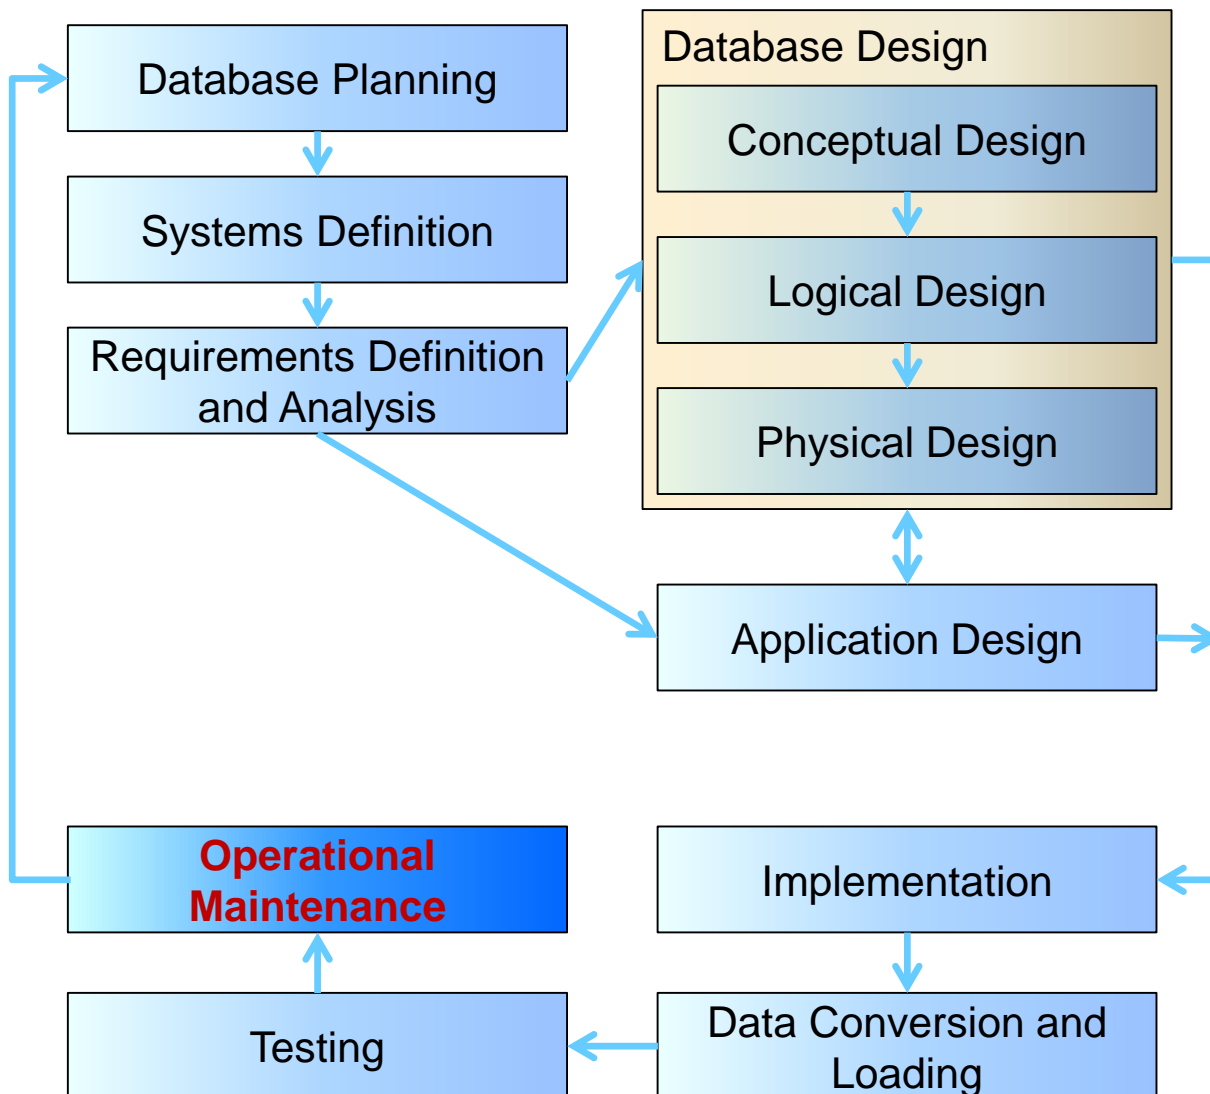 Database Planning
Systems Definition
Requirements Definition
and Analysis
Database Design
Conceptual Design
Logical Design
Physical Design
Application Design
Operational
Maintenance
Implementation
Testing
Data Conversion and
Loading